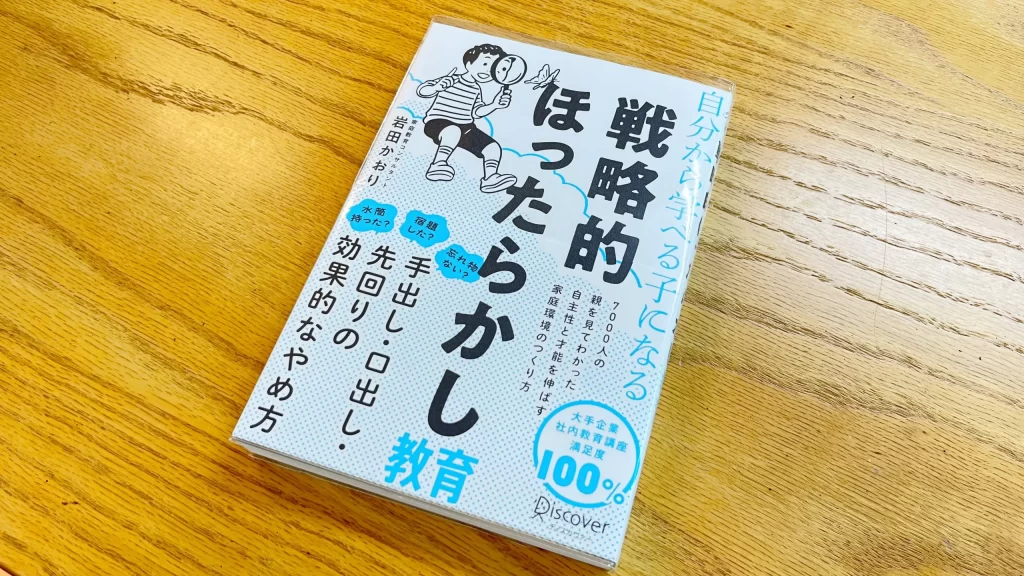 自分から学べる子になる
戦略的
ほったらかし
教育
7000人の
親を見てわかった
自主性と才能を伸ばす
家庭環境のつくり方
手出し・口出し・
先回りの
効果的なやめ方
忘れ物
ない?
宿題
した?
水筒
持った?
家庭教育コンサルタント
岩田かおり
大手企業
社内教育講座
満足度
100%
Discover